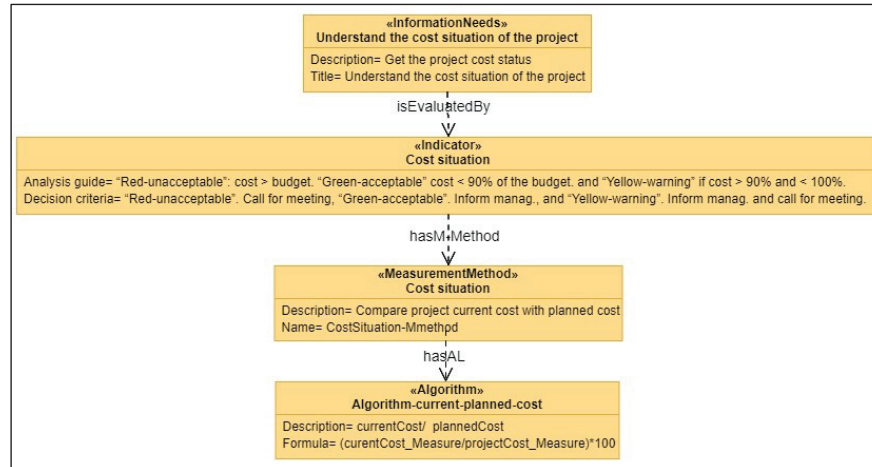 «InformationNeeds»
Understand the cost situation of the project
Description= Get the project cost status
Title= Understand the cost situation of the project
isEvaluatedBy
«Indicator»
Cost situation
Analysis guide= “Red-unacceptable”: cost > budget. “Green-acceptable” cost < 90% of the budget. and “Yellow-warning” if cost > 90% and < 100%.
Decision criteria= “Red-unacceptable”. Call for meeting, “Green-acceptable”. Inform manag., and “Yellow-warning”. Inform manag. and call for meeting.
hasM-Method
«MeasurementMethod»
Cost situation
Description= Compare project current cost with planned cost
Name= CostSituation-Mmethod
hasAL
«Algorithm»
Algorithm-current-planned-cost
Description= currentCost/ plannedCost
Formula= (curentCost_Measure/projectCost_Measure)*100